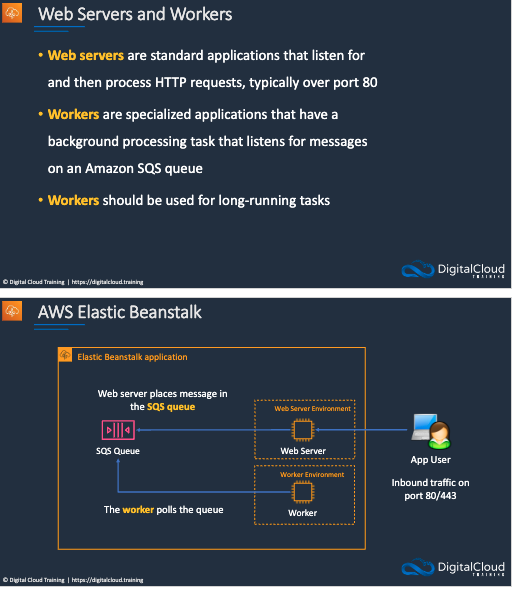 Web Servers and Workers
• Web servers are standard applications that listen for
and then process HTTP requests, typically over port 80
• Workers are specialized applications that have a
background processing task that listens for messages
on an Amazon SQS queue
• Workers should be used for long-running tasks
DigitalCloud
TRAINING
© Digital Cloud Training | https://digitalcloud.training
AWS Elastic Beanstalk
Elastic Beanstalk application
Web server places message in
the SQS queue
Web Server Environment
SQS Queue
Web Server
App User
Worker Environment
Inbound traffic on
port 80/443
The worker polls the queue
Worker
DigitalCloud
TRAINING
© Digital Cloud Training | https://digitalcloud.training